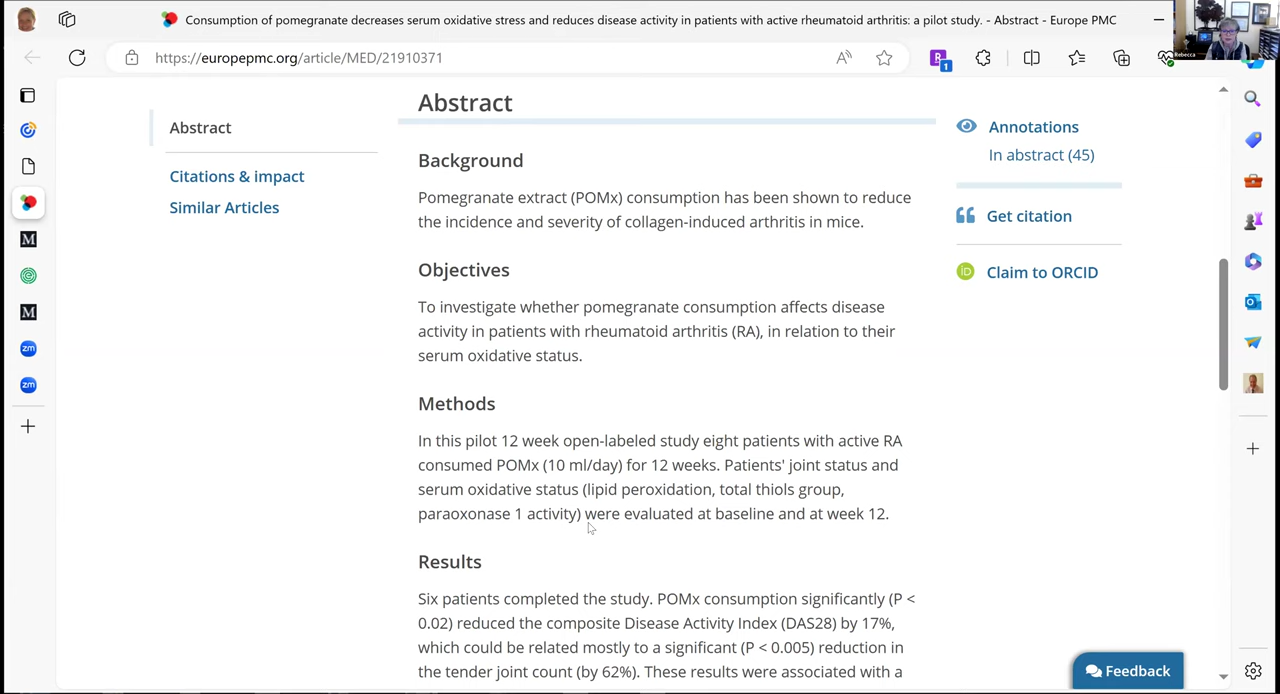 Consumption of pomegranate decreases serum oxidative stress and reduces disease activity in patients with active rheumatoid arthritis: a pilot study. - Abstract - Europe PMC
Rebecca
https://europepmc.org/article/MED/21910371
Abstract
Citations & impact
Similar Articles
Abstract
Background
Pomegranate extract (POMx) consumption has been shown to reduce
the incidence and severity of collagen-induced arthritis in mice.
Objectives
To investigate whether pomegranate consumption affects disease
activity in patients with rheumatoid arthritis (RA), in relation to their
serum oxidative status.
Methods
In this pilot 12 week open-labeled study eight patients with active RA
consumed POMx (10 ml/day) for 12 weeks. Patients' joint status and
serum oxidative status (lipid peroxidation, total thiols group,
paraoxonase 1 activity) were evaluated at baseline and at week 12.
Results
Six patients completed the study. POMx consumption significantly (P <
0.02) reduced the composite Disease Activity Index (DAS28) by 17%,
which could be related mostly to a significant (P < 0.005) reduction in
the tender joint count (by 62%). These results were associated with a
Annotations
In abstract (45)
Get citation
iD
Claim to ORCID
Feedback
M
M
zm
zm
B
1
A